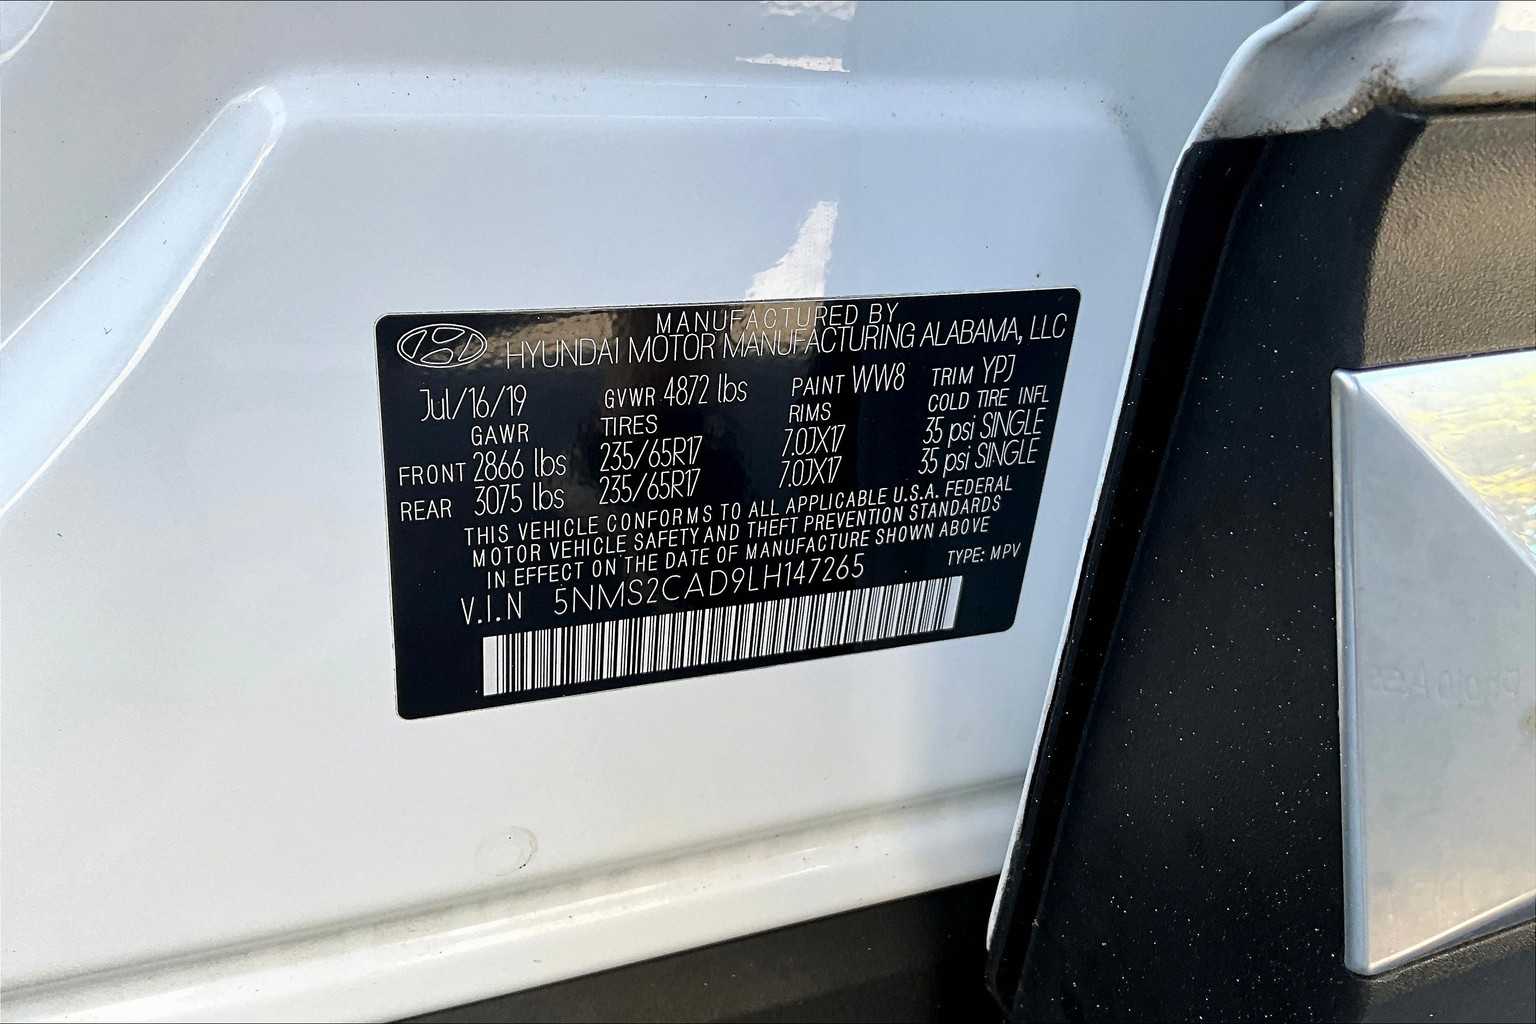 MANUFACTURED BY
HYUNDAI MOTOR MANUFACTURING ALABAMA, LLC
Jul/16/19 GVWR 4872 lbs PAINT WW8 TRIM YPJ
GAWR TIRES RIMS COLD TIRE INFL
FRONT 2866 lbs 235/65R17 7.0JX17 35 psi SINGLE
REAR 3075 lbs 235/65R17 7.0JX17 35 psi SINGLE
THIS VEHICLE CONFORMS TO ALL APPLICABLE U.S.A. FEDERAL
MOTOR VEHICLE SAFETY AND THEFT PREVENTION STANDARDS
IN EFFECT ON THE DATE OF MANUFACTURE SHOWN ABOVE
V.I.N 5NMS2CAD9LH147265 TYPE: MPV